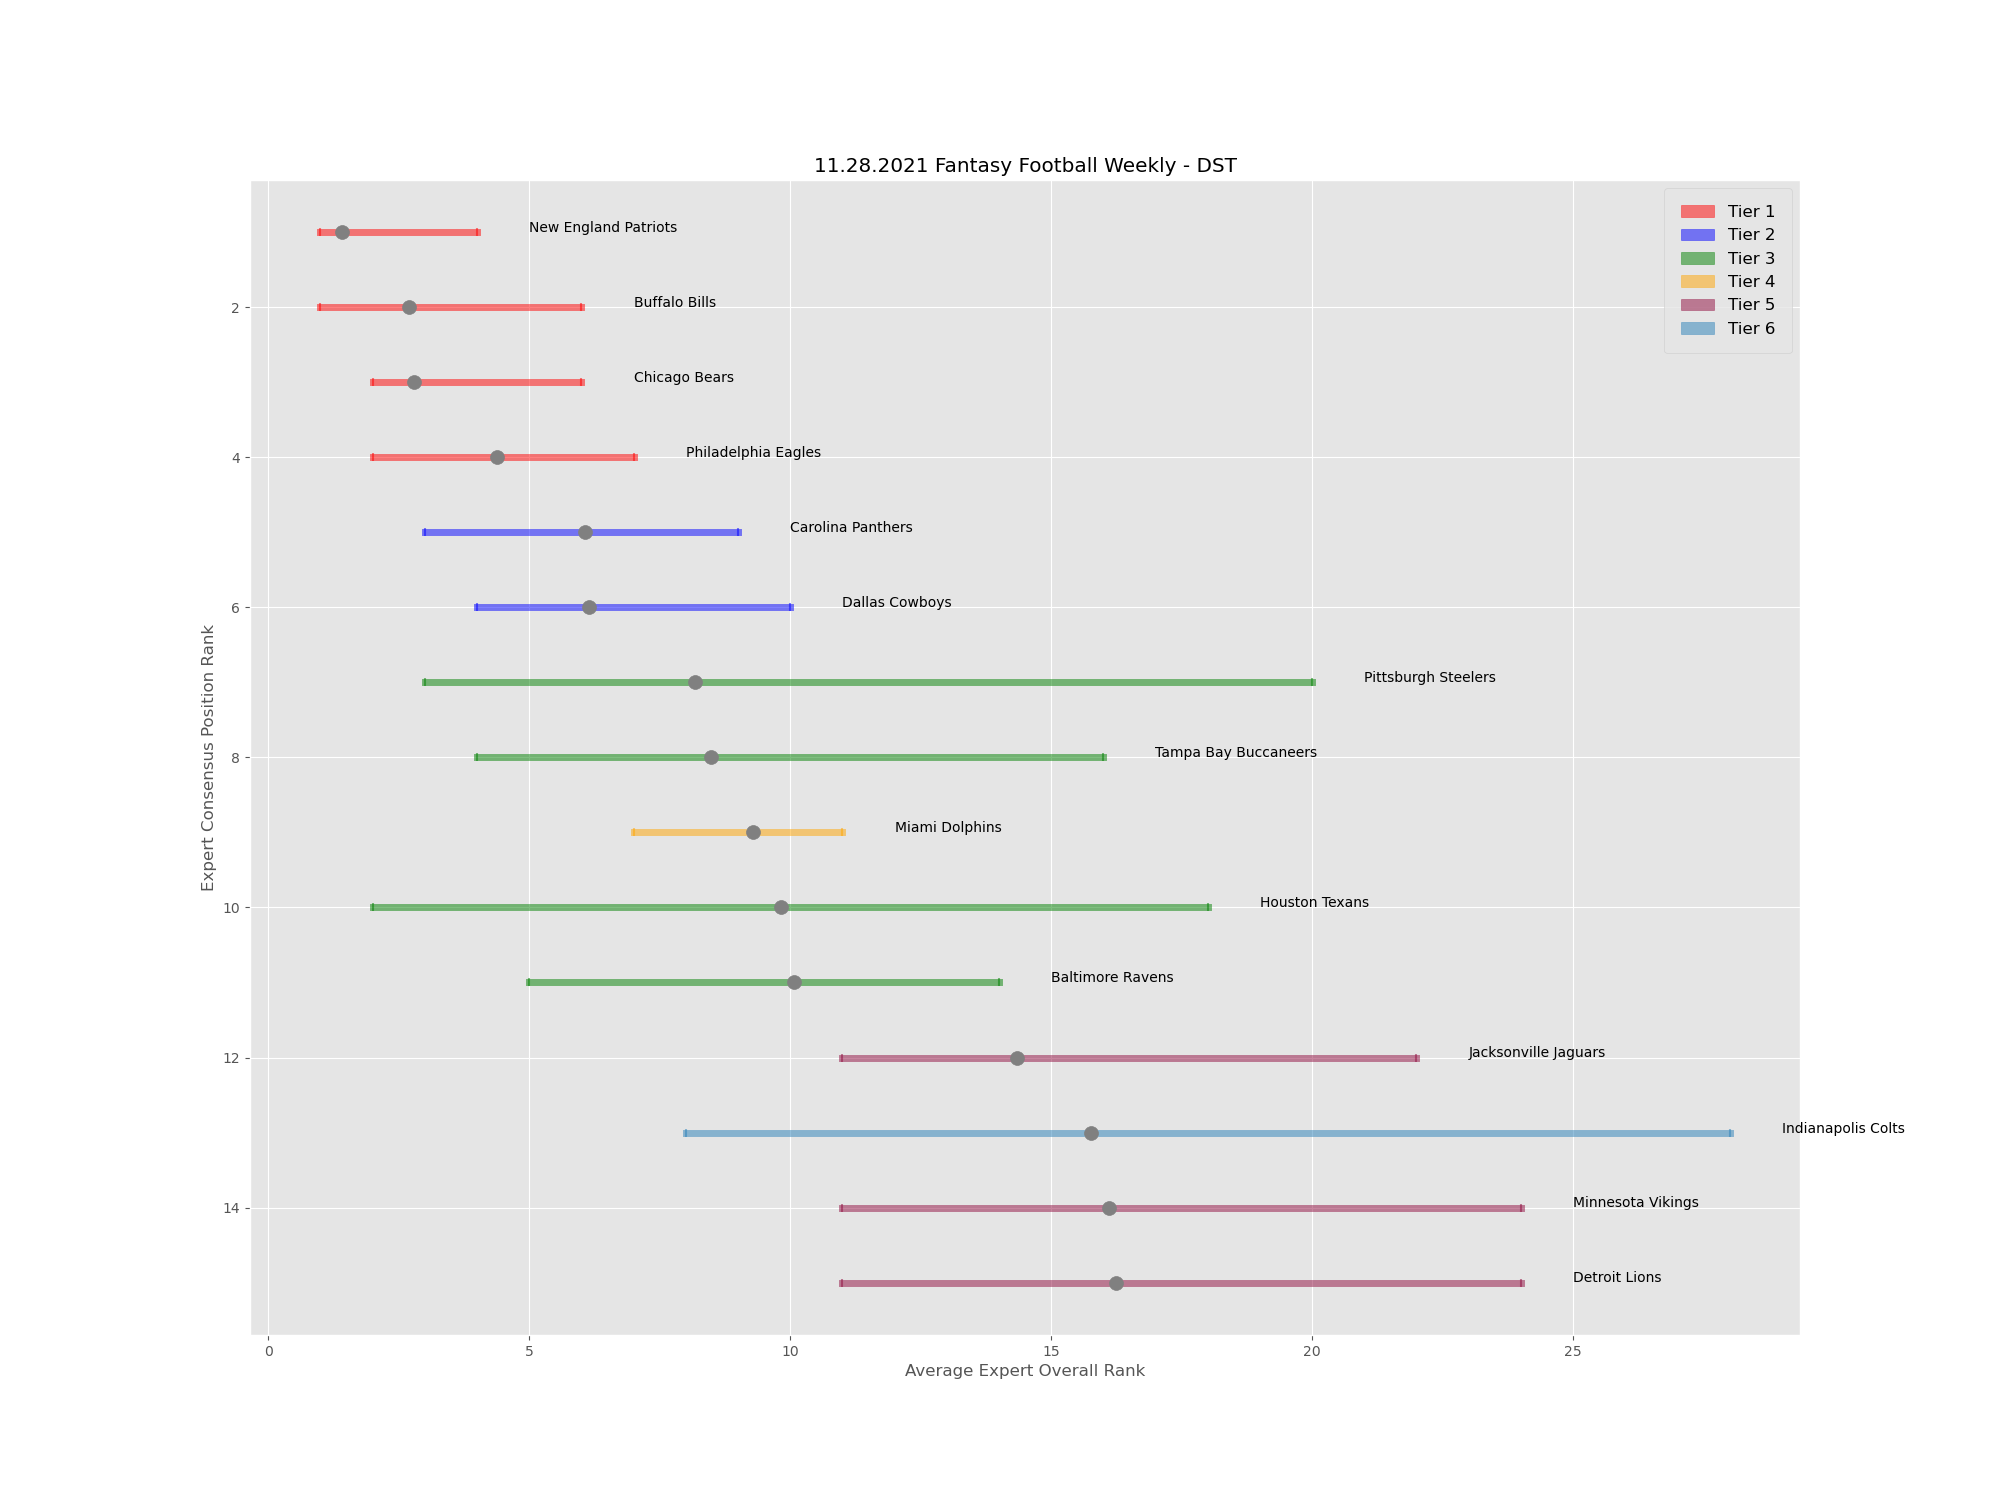 11.28.2021 Fantasy Football Weekly - DST
Tier 1
Tier 2
Tier 3
Tier 4
Tier 5
Tier 6
New England Patriots
Buffalo Bills
Chicago Bears
Philadelphia Eagles
Carolina Panthers
Dallas Cowboys
Pittsburgh Steelers
Tampa Bay Buccaneers
Miami Dolphins
Houston Texans
Baltimore Ravens
Jacksonville Jaguars
Indianapolis Colts
Minnesota Vikings
Detroit Lions
Expert Consensus Position Rank
2
4
6
8
10
12
14
0 5 10 15 20 25
Average Expert Overall Rank